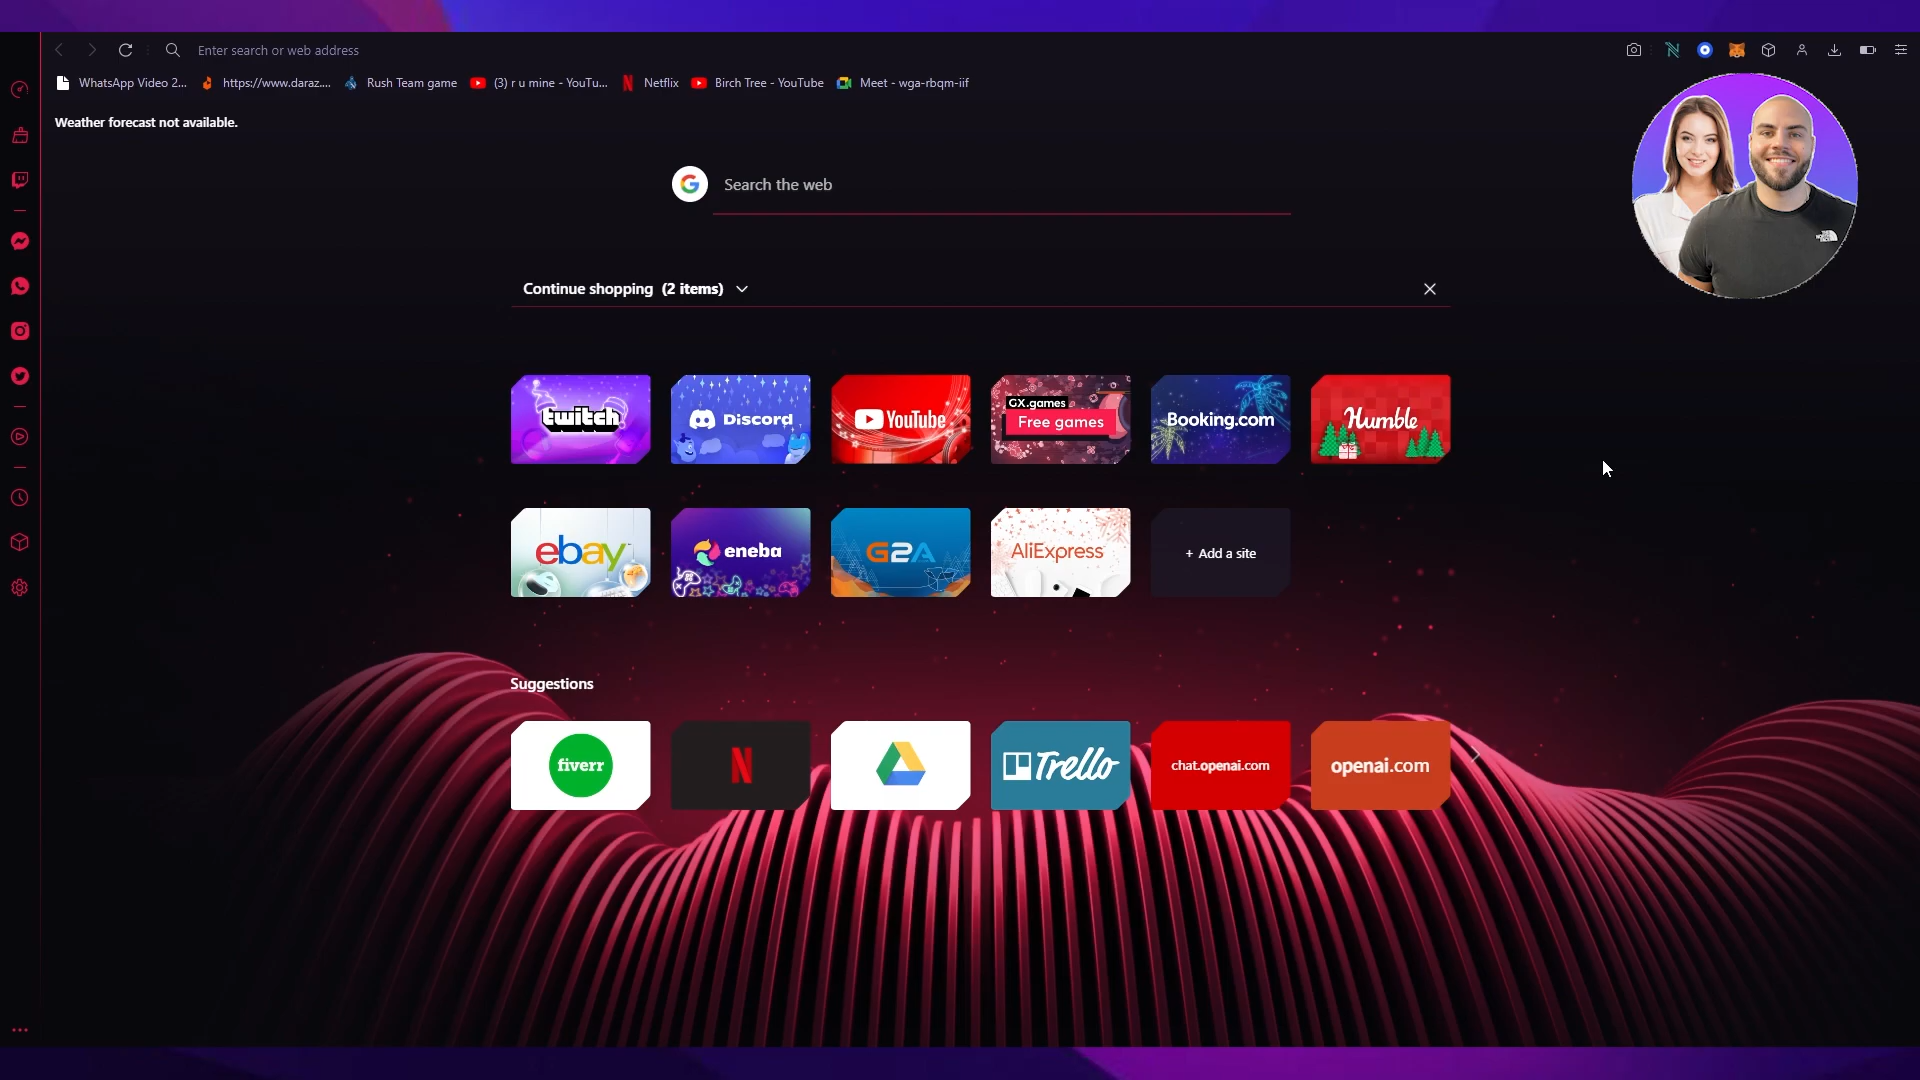 Enter search or web address
WhatsApp Video 2... https://www.daraz.... Rush Team game (3) r u mine - YouTu... Netflix Birch Tree - YouTube Meet - wga-rbqm-iif
Weather forecast not available.
Search the web
Continue shopping (2 items)
twitch Discord YouTube GX.games Free games Booking.com Humble
ebay eneba G2A AliExpress + Add a site
Suggestions
fiverr N Trello chat.openai.com openai.com